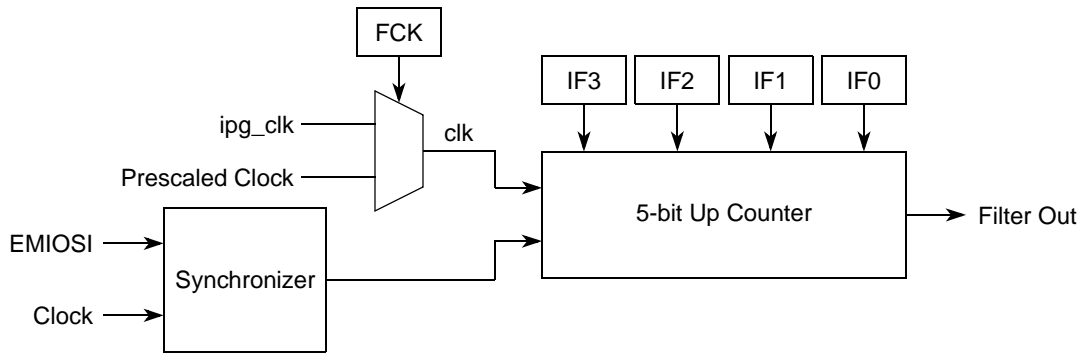 FCK
IF3 IF2 IF1 IF0
ipg_clk
clk
Prescaled Clock
5-bit Up Counter
Filter Out
EMIOSI
Synchronizer
Clock